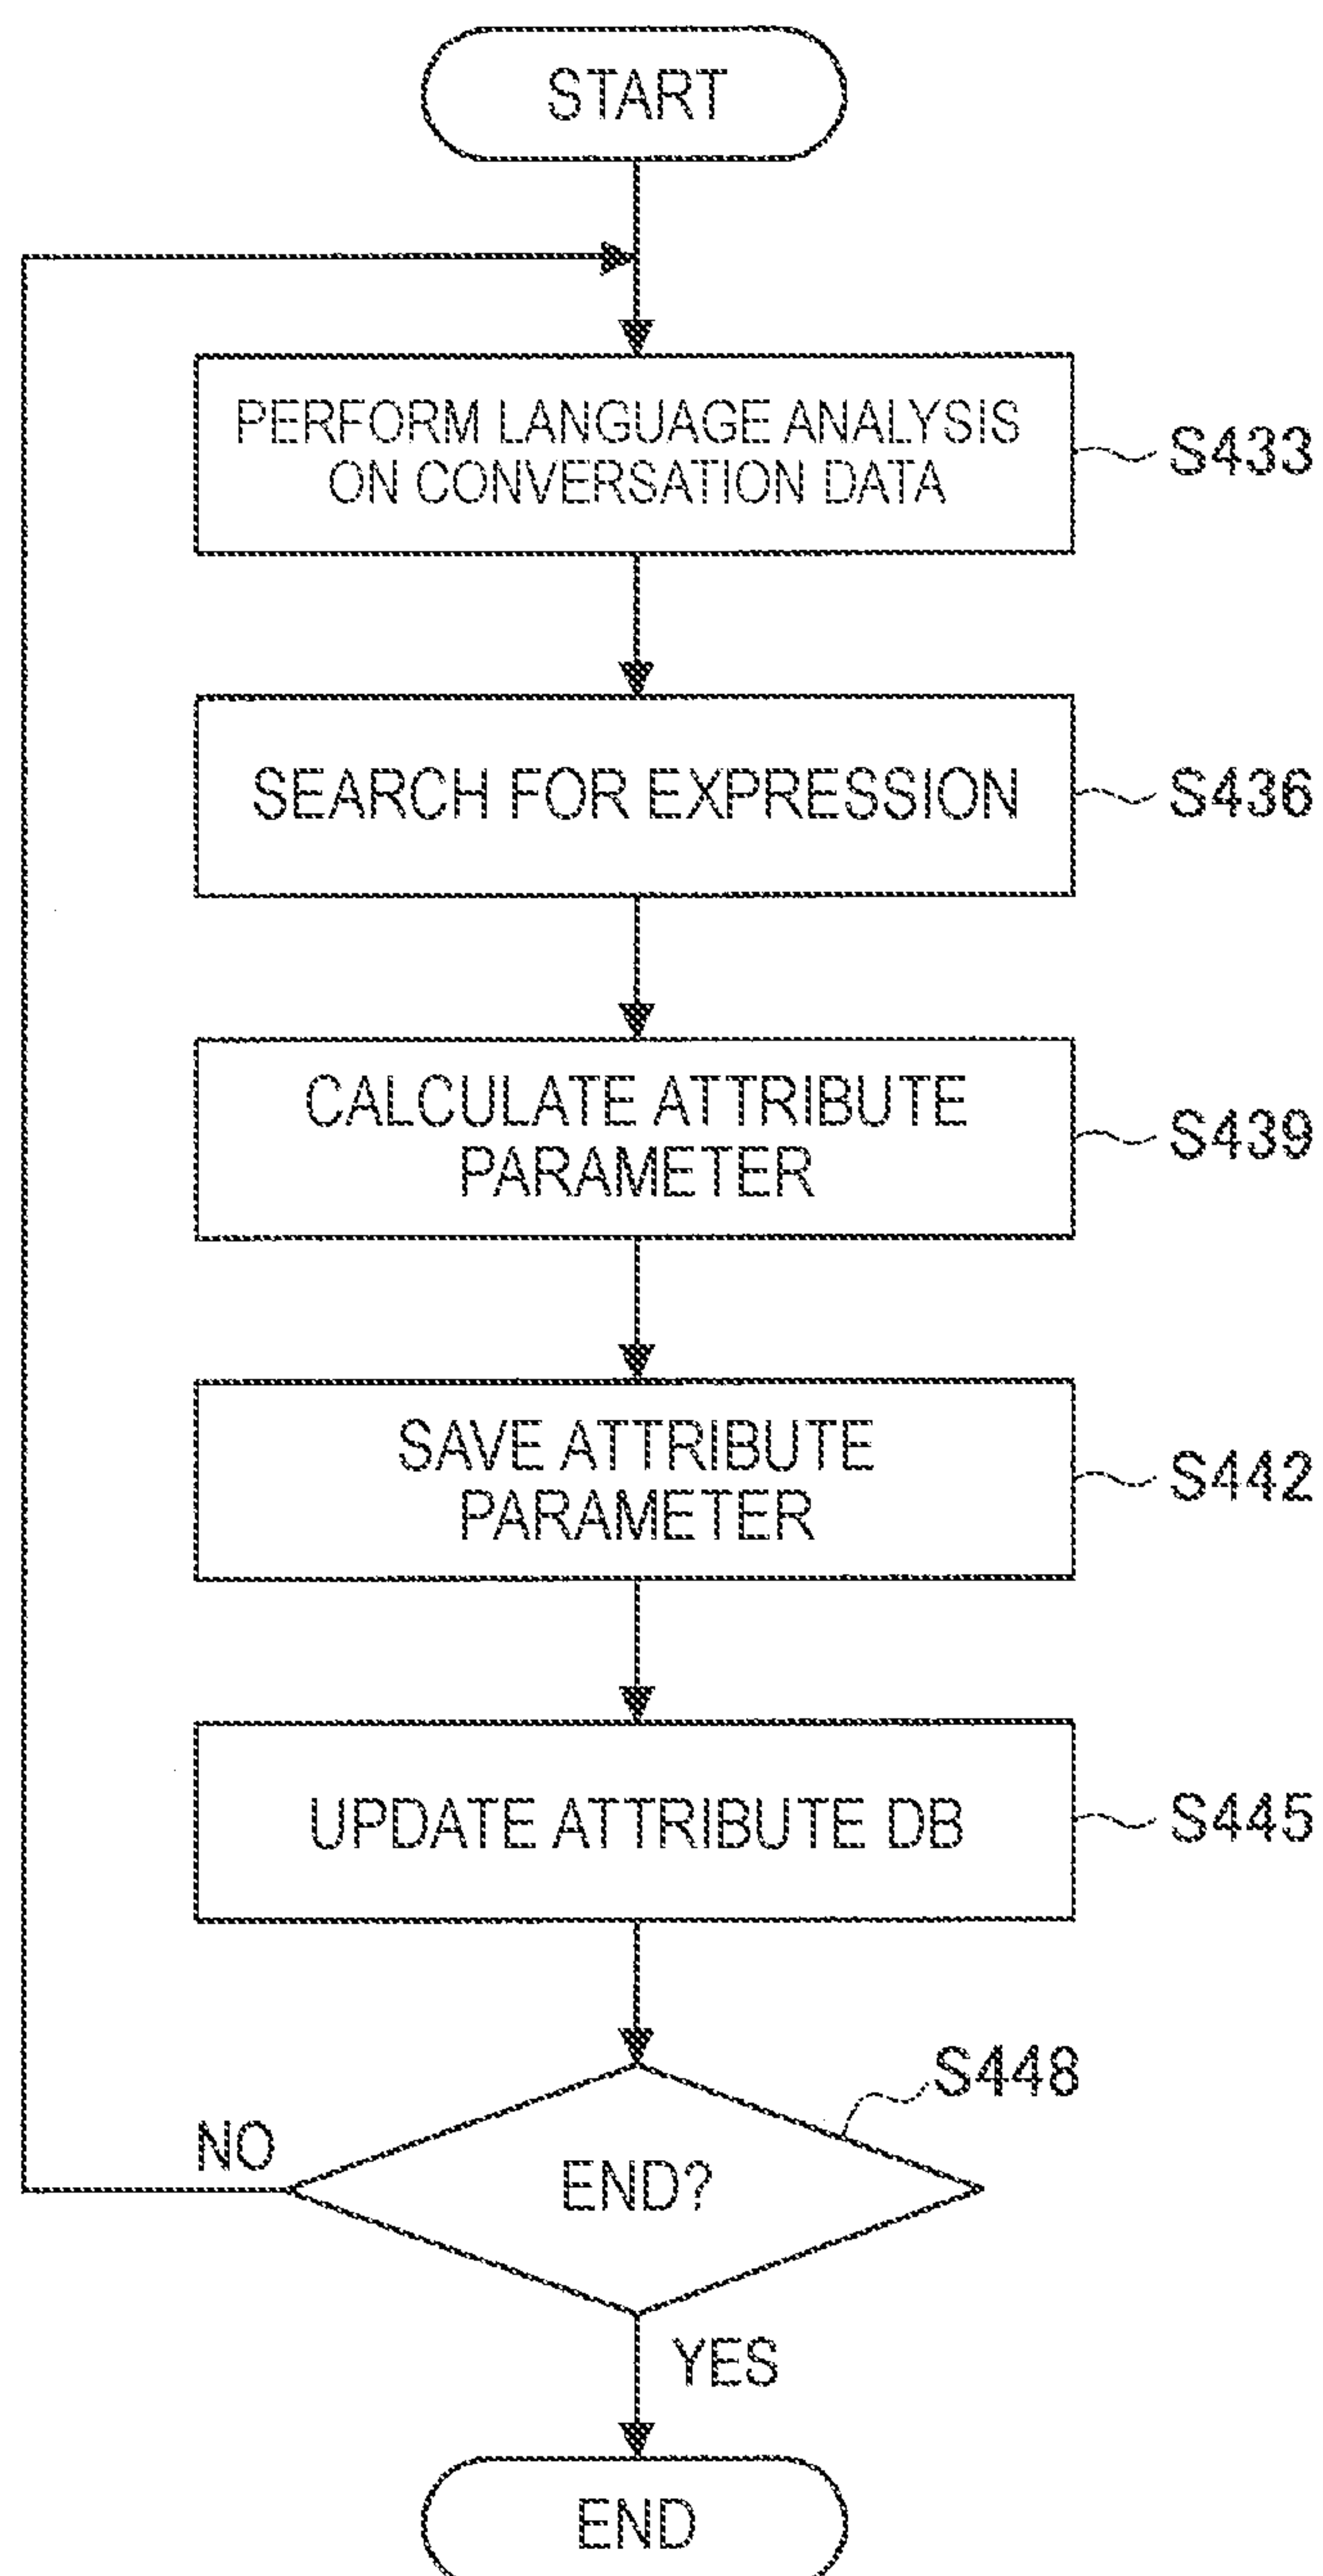 START
PERFORM LANGUAGE ANALYSIS
ON CONVERSATION DATA
S433
SEARCH FOR EXPRESSION
S436
CALCULATE ATTRIBUTE
PARAMETER
S439
SAVE ATTRIBUTE
PARAMETER
S442
UPDATE ATTRIBUTE DB
S445
S448
NO
END?
YES
END